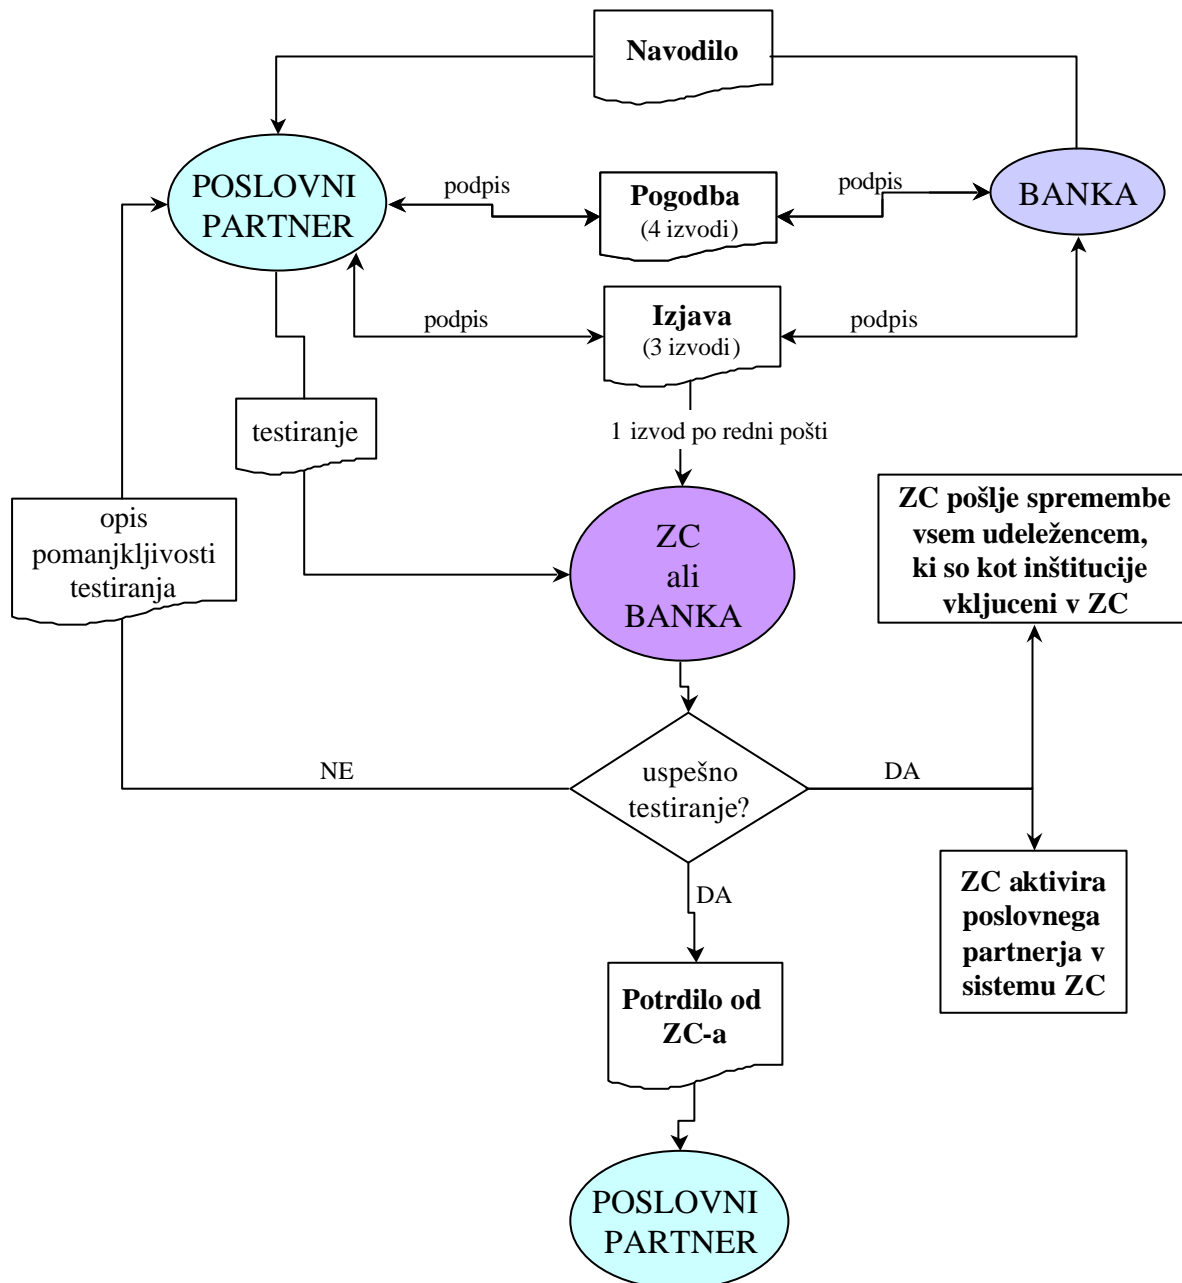 Navodilo
POSLOVNI
PARTNER
podpis
Pogodba
(4 izvodi)
podpis
BANKA
podpis
Izjava
(3 izvodi)
podpis
1 izvod po redni pošti
testiranje
opis
pomanjkljivosti
testiranja
ZC
ali
BANKA
ZC pošlje spremembe
vsem udeležencem,
ki so kot inštitucije
vkljuceni v ZC
NE
uspešno
testiranje?
DA
DA
ZC aktivira
poslovnega
partnerja v
sistemu ZC
Potrdilo od
ZC-a
POSLOVNI
PARTNER